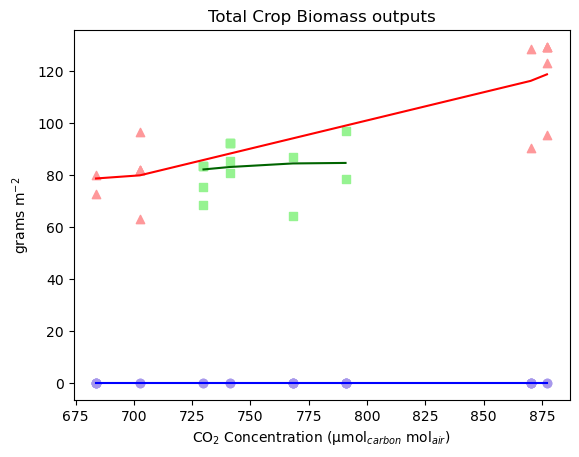 Total Crop Biomass outputs
grams m⁻²
120
100
80
60
40
20
0
675 700 725 750 775 800 825 850 875
CO₂ Concentration (μmol_carbon mol_air)